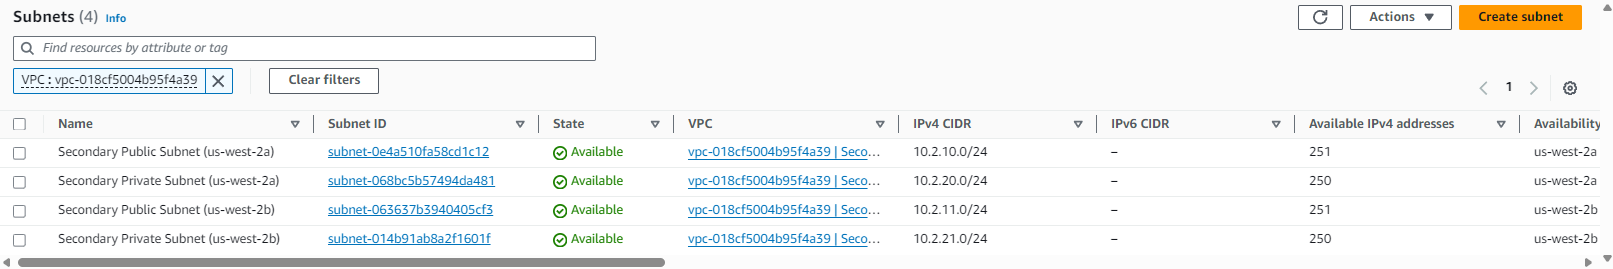 Subnets (4) Info
Actions
Create subnet
Find resources by attribute or tag
VPC : vpc-018cf5004b95f4a39
Clear filters
1
Name Subnet ID State VPC IPv4 CIDR IPv6 CIDR Available IPv4 addresses Availability
Secondary Public Subnet (us-west-2a) subnet-0e4a510fa58cd1c12 Available vpc-018cf5004b95f4a39 | Seco… 10.2.10.0/24 – 251 us-west-2a
Secondary Private Subnet (us-west-2a) subnet-068bc5b57494da481 Available vpc-018cf5004b95f4a39 | Seco… 10.2.20.0/24 – 250 us-west-2a
Secondary Public Subnet (us-west-2b) subnet-063637b3940405cf3 Available vpc-018cf5004b95f4a39 | Seco… 10.2.11.0/24 – 251 us-west-2b
Secondary Private Subnet (us-west-2b) subnet-014b91ab8a2f1601f Available vpc-018cf5004b95f4a39 | Seco… 10.2.21.0/24 – 250 us-west-2b